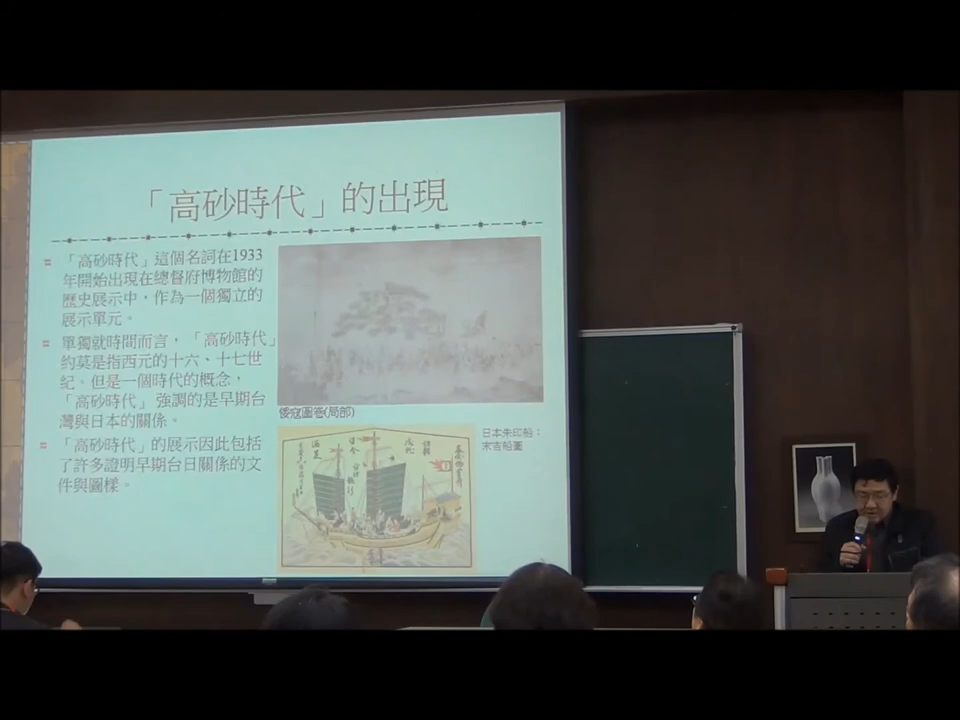 「高砂時代」的出現
「高砂時代」這個名詞在1933
年開始出現在總督府博物館的
歷史展示中，作為一個獨立的
展示單元。
單獨就時間而言，「高砂時代」
約莫是指西元的十六、十七世
紀。但是一個時代的概念，
「高砂時代」強調的是早期台
灣與日本的關係。
「高砂時代」的展示因此包括
了許多證明早期台日關係的文
件與圖樣。
倭寇圖卷(局部)
日本朱印船：
末吉船圖